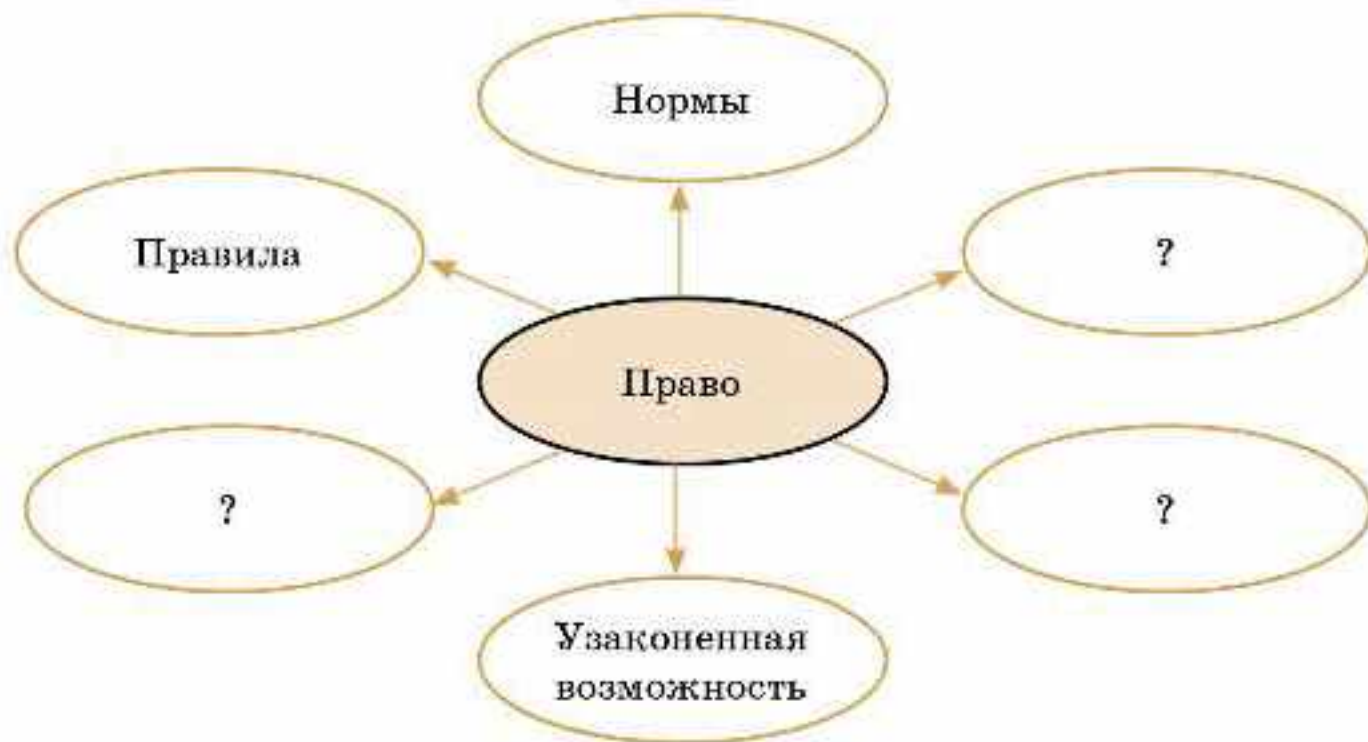 Нормы
Правила
?
Право
?
?
Узаконенная
возможность